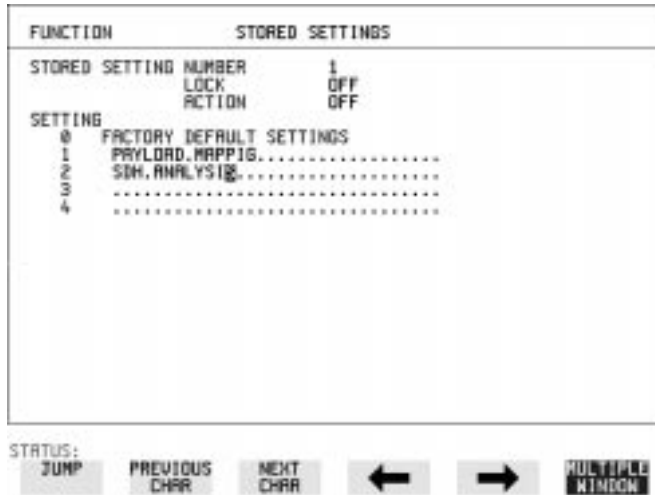 FUNCTION STORED SETTINGS
STORED SETTING NUMBER 1
LOCK OFF
ACTION OFF
SETTING
0 FACTORY DEFAULT SETTINGS
1 PAYLOAD.MAPPIG..................
2 SDH.ANALYSIS.....................
3 .................................
4 .................................
STATUS:
JUMP PREVIOUS CHAR NEXT CHAR ← → MULTIPLE WINDOW